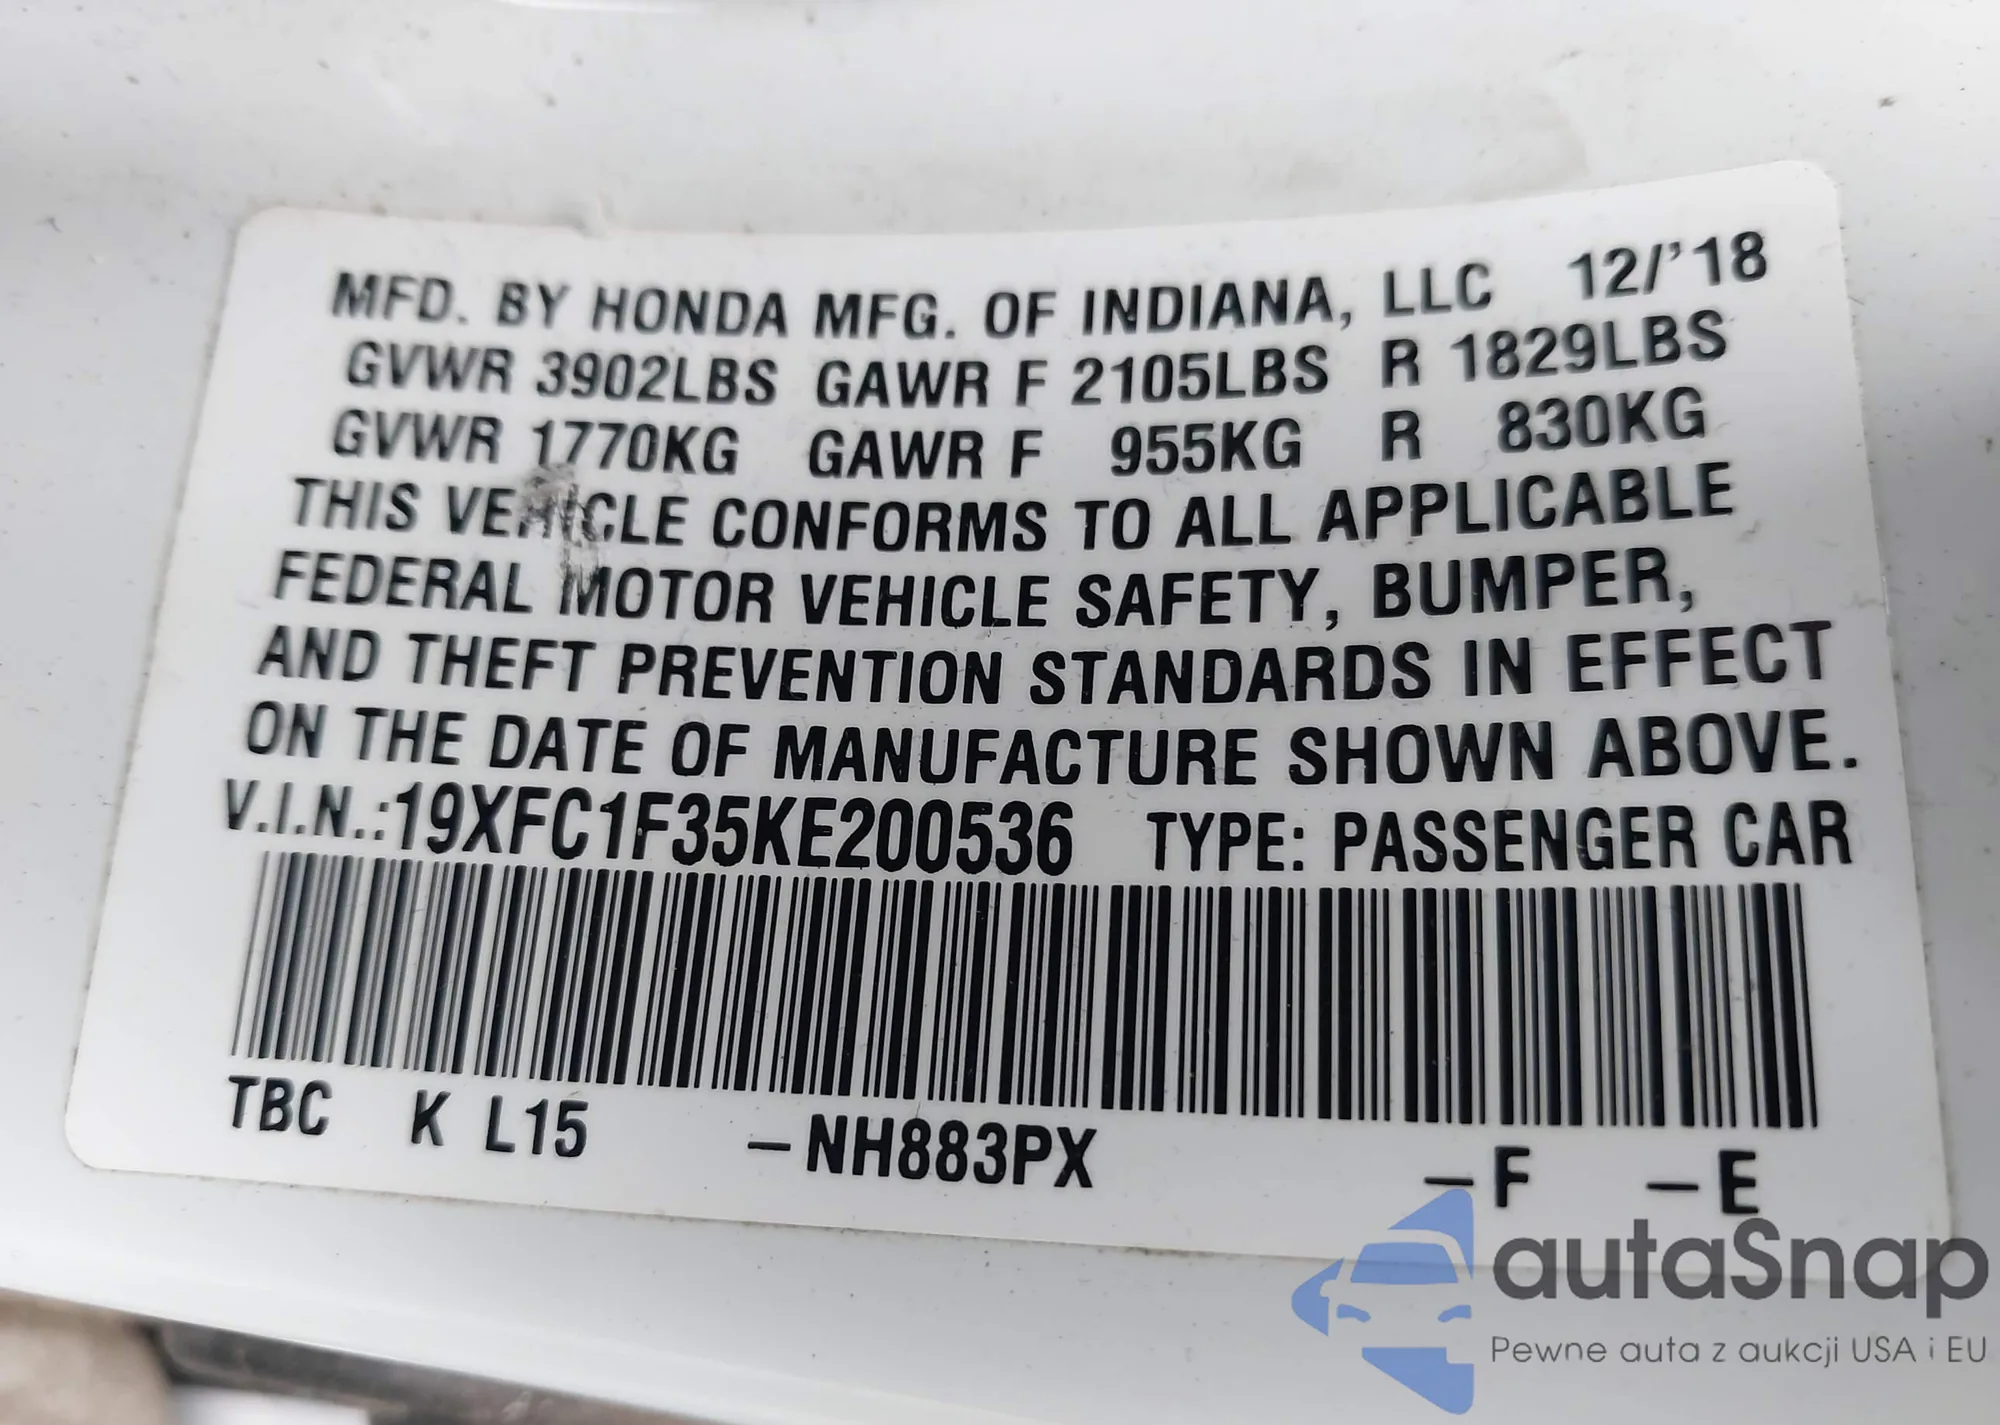 MFD. BY HONDA MFG. OF INDIANA, LLC 12/'18
GVWR 3902LBS GAWR F 2105LBS R 1829LBS
GVWR 1770KG GAWR F 955KG R 830KG
THIS VEHICLE CONFORMS TO ALL APPLICABLE
FEDERAL MOTOR VEHICLE SAFETY, BUMPER,
AND THEFT PREVENTION STANDARDS IN EFFECT
ON THE DATE OF MANUFACTURE SHOWN ABOVE.
V.I.N.:19XFC1F35KE200536 TYPE: PASSENGER CAR
TBC K L15 –NH883PX –F –E
autaSnap
Pewne auta z aukcji USA i EU